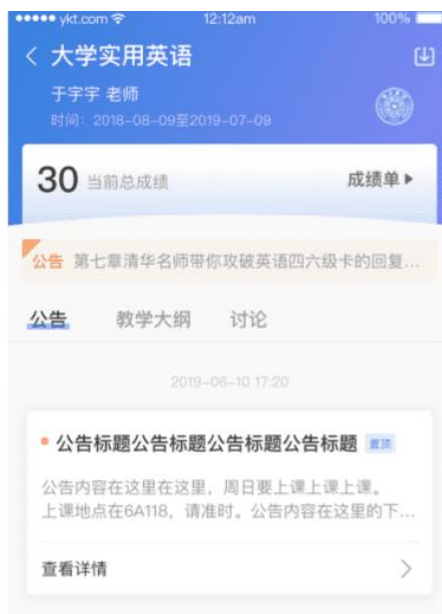 ykt.com
12:12am
100%
大学实用英语
于字字 老师
时间：2018-08-09至2019-07-09
30 当前总成绩
成绩单
公告 第七章清华名师带你攻破英语四六级卡的回复...
公告
教学大纲
讨论
2019-06-10 17:20
公告标题公告标题公告标题公告标题 置顶
公告内容在这里在这里，周日要上课上课上课。
上课地点在6A118，请准时。公告内容在这里的下...
查看详情